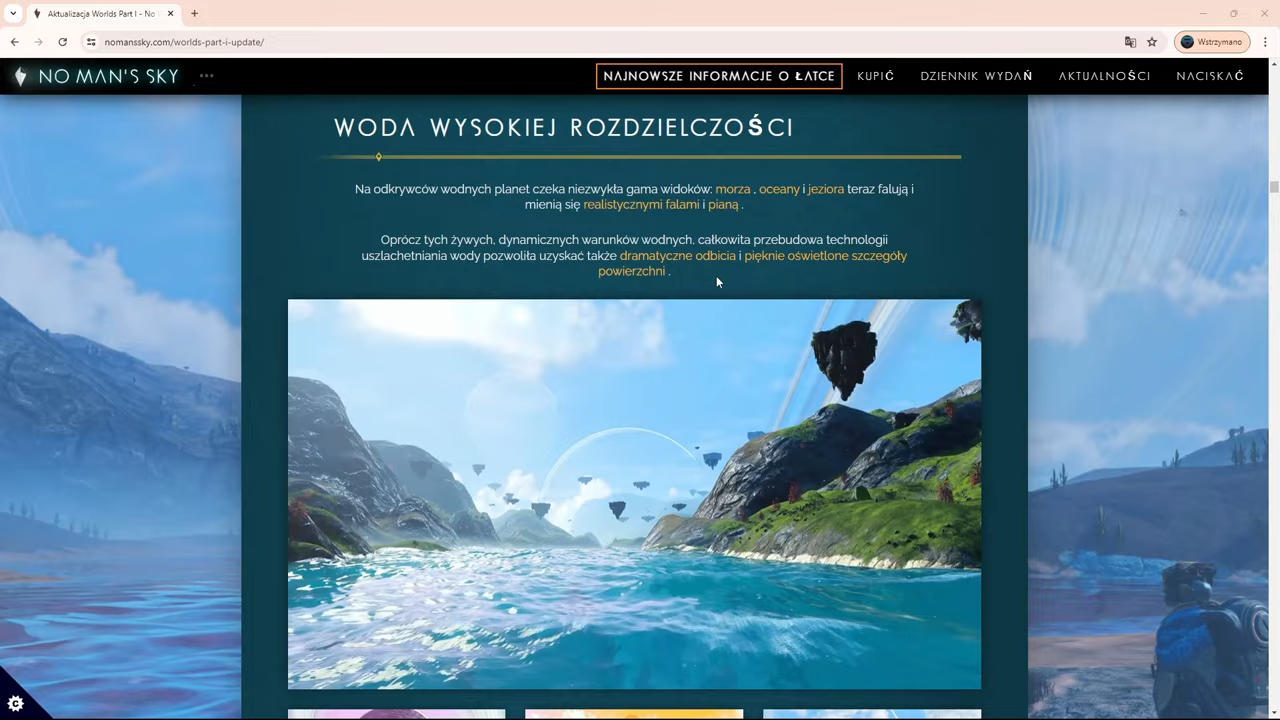 Aktualizacja Worlds Part I - No
nomanssky.com/worlds-part-i-update/
Wstrzymano
NO MAN'S SKY
NAJNOWSZE INFORMACJE O ŁATCE
KUPIĆ
DZIENNIK WYDAŃ
AKTUALNOŚCI
NACISKAĆ
WODA WYSOKIEJ ROZDZIELCZOŚCI
Na odkrywców wodnych planet czeka niezwykła gama widoków: morza , oceany i jeziora teraz falują i
mienią się realistycznymi falami i pianą .
Oprócz tych żywych, dynamicznych warunków wodnych, całkowita przebudowa technologii
uszlachetniania wody pozwoliła uzyskać także dramatyczne odbicia i pięknie oświetlone szczegóły
powierzchni .